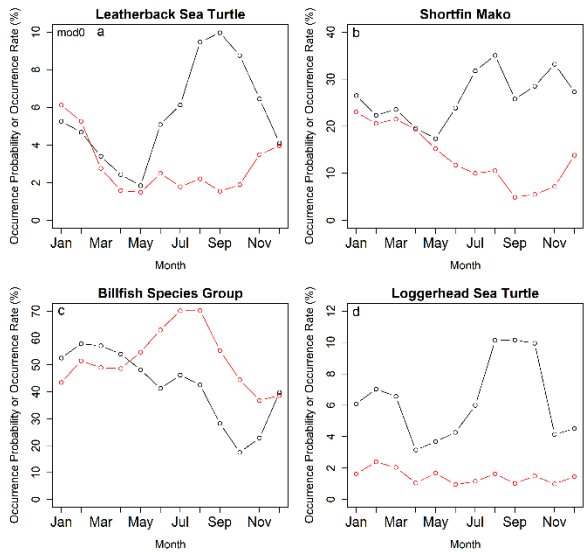 Leatherback Sea Turtle
mod0 a
Occurrence Probability or Occurrence Rate (%)
0 2 4 6 8 10
Jan Mar May Jul Sep Nov
Month
Shortfin Mako
b
Occurrence Probability or Occurrence Rate (%)
0 10 20 30 40
Jan Mar May Jul Sep Nov
Month
Billfish Species Group
c
Occurrence Probability or Occurrence Rate (%)
0 10 20 30 40 50 60 70
Jan Mar May Jul Sep Nov
Month
Loggerhead Sea Turtle
d
Occurrence Probability or Occurrence Rate (%)
0 2 4 6 8 10 12
Jan Mar May Jul Sep Nov
Month